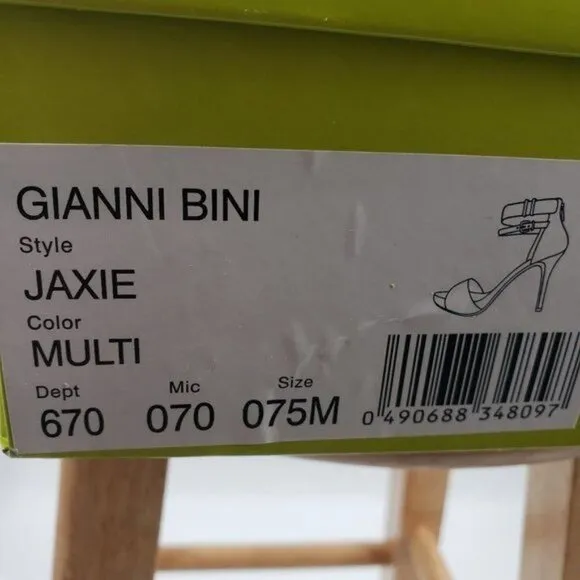 GIANNI BINI
Style
JAXIE
Color
MULTI
Dept Mic Size
670 070 075M
0 490688 348097